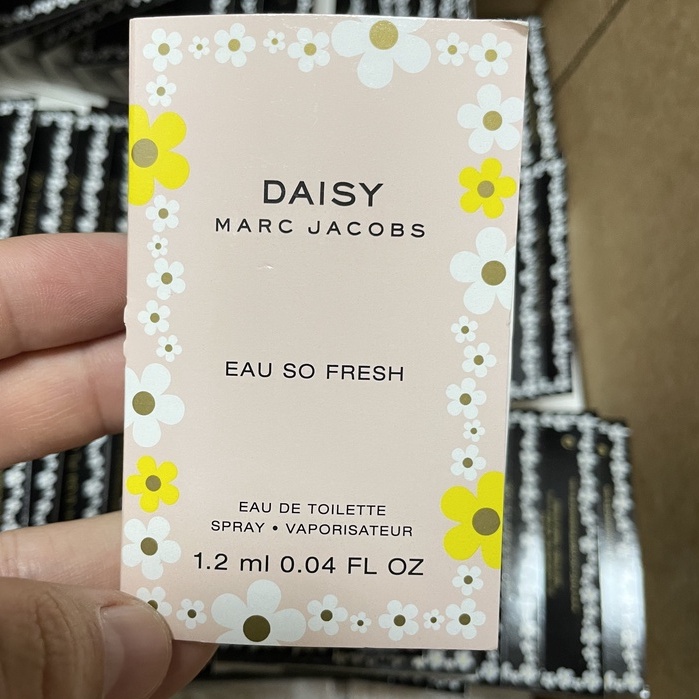 DAISY
MARC JACOBS
EAU SO FRESH
EAU DE TOILETTE
SPRAY • VAPORISATEUR
1.2 ml 0.04 FL OZ